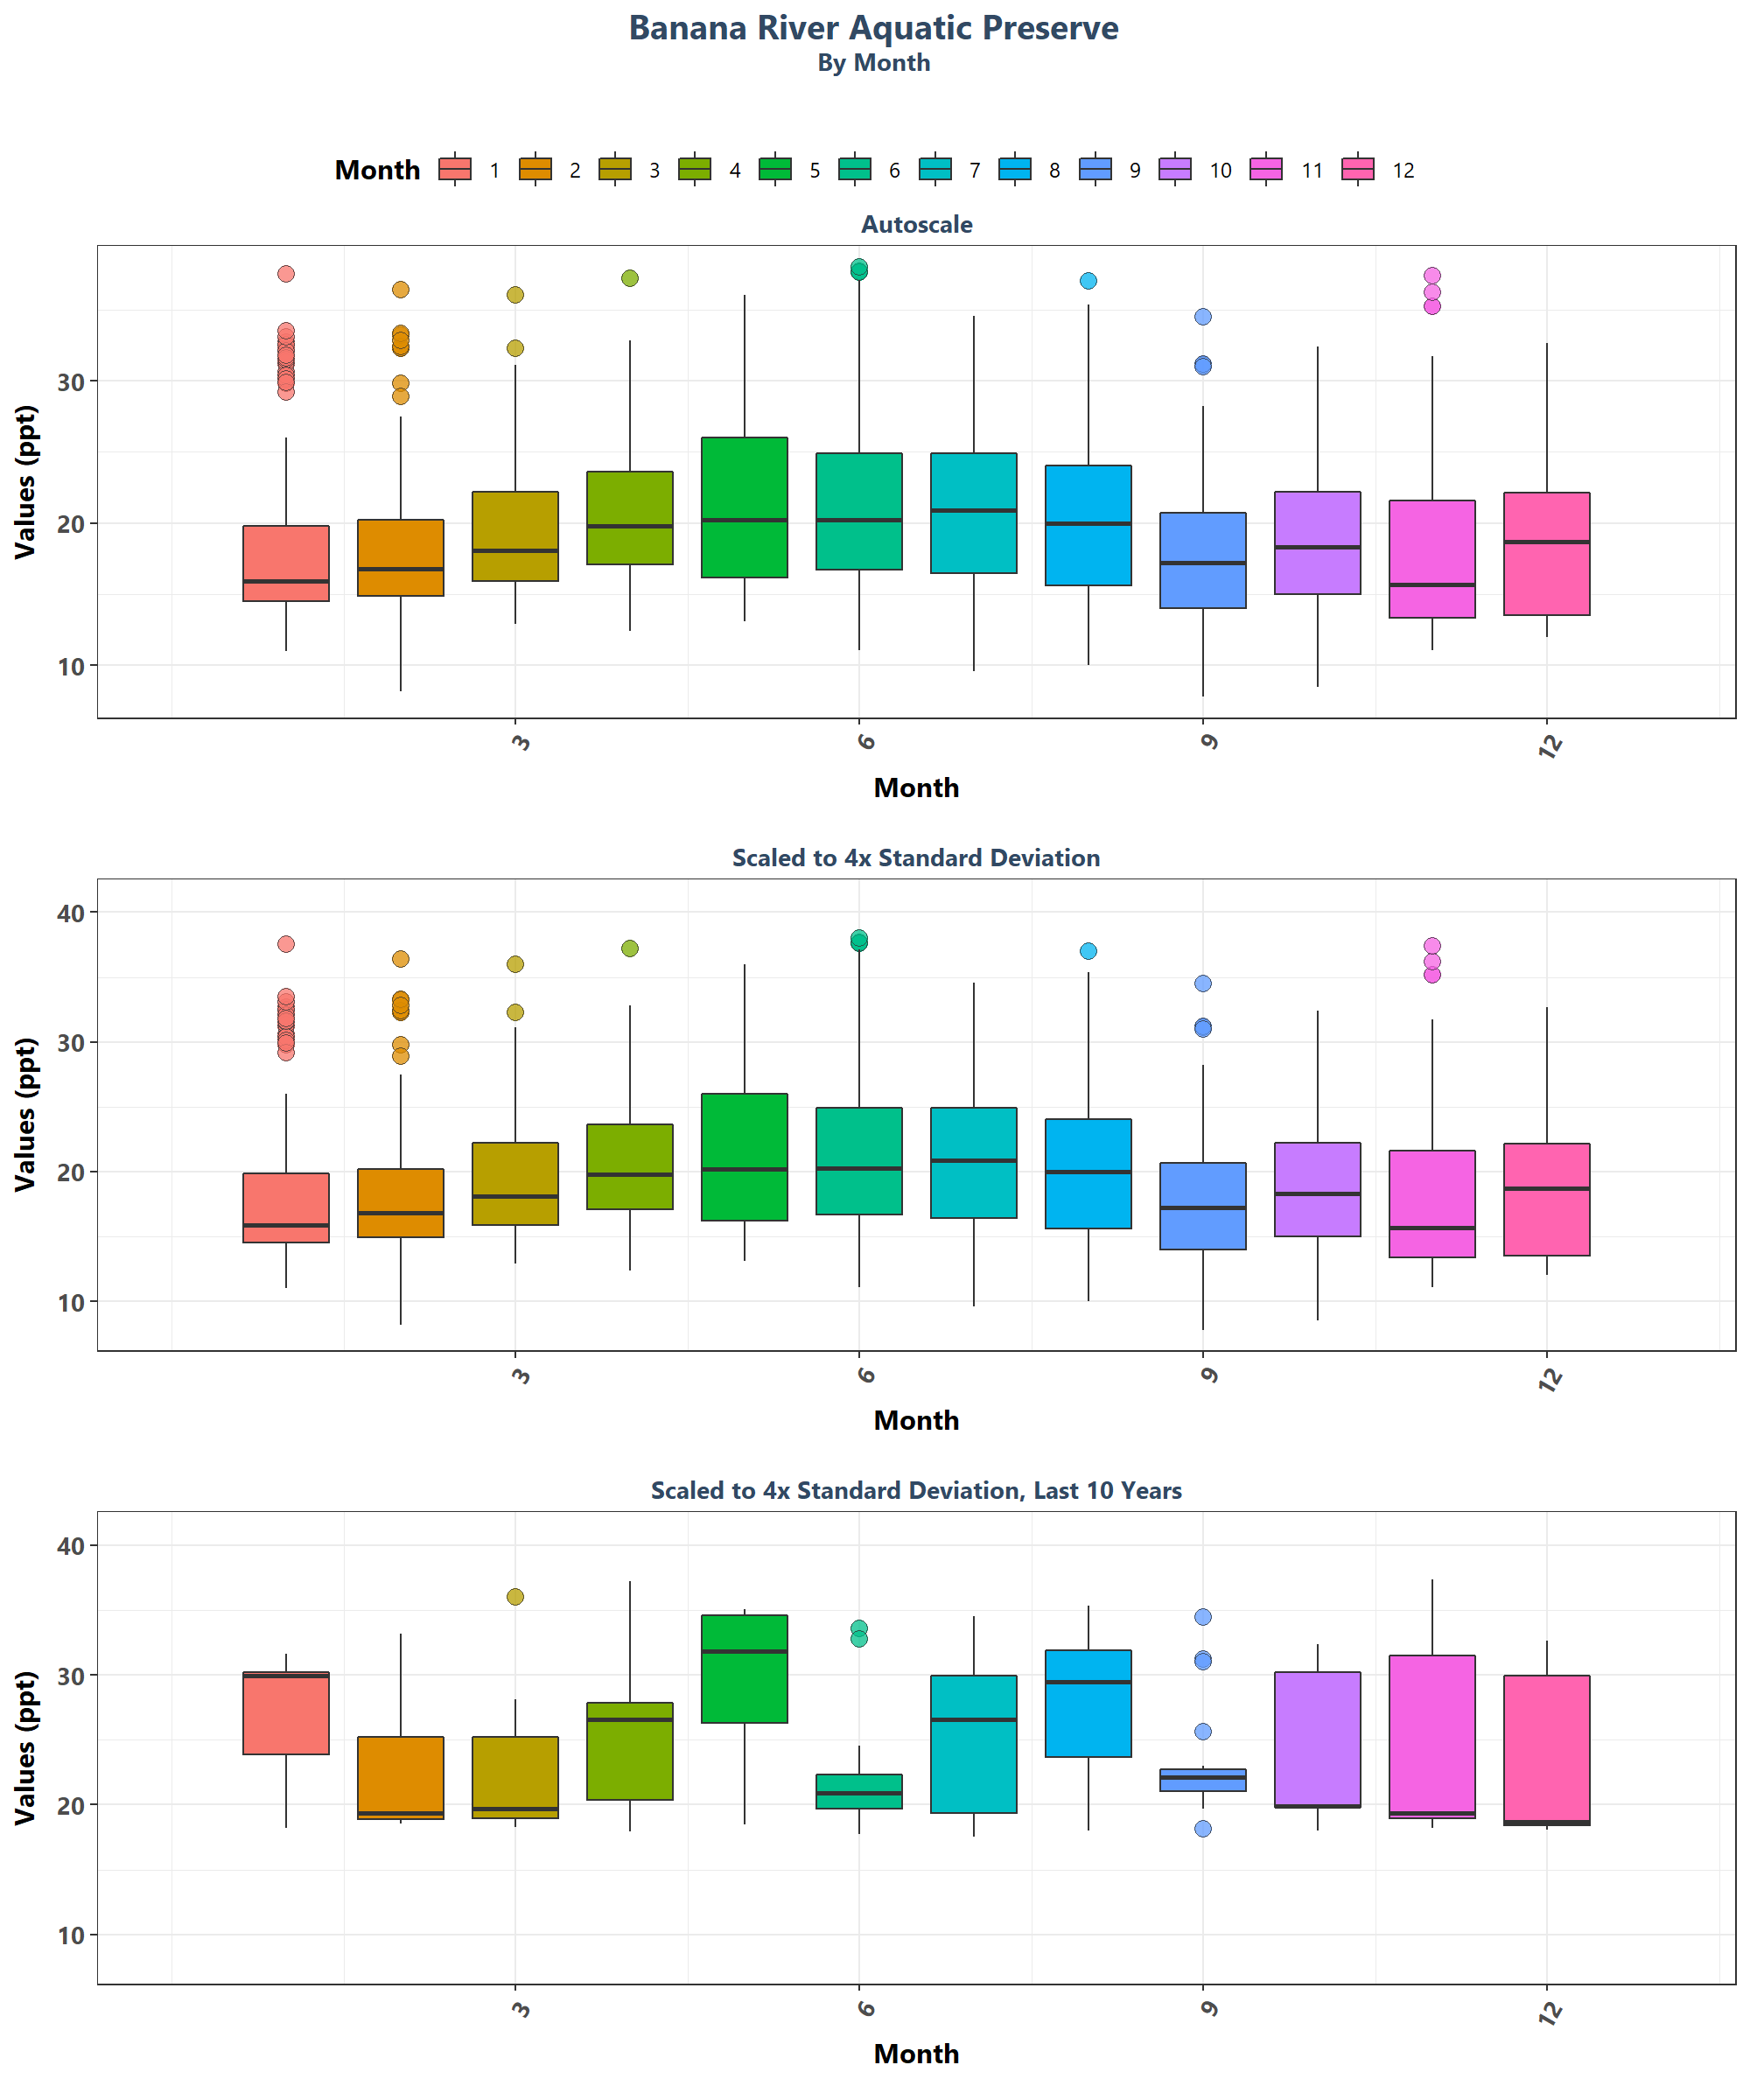 Banana River Aquatic Preserve
By Month
Month 1 2 3 4 5 6 7 8 9 10 11 12
Autoscale
Values (ppt)
30
20
10
3 6 9 12
Month
Scaled to 4x Standard Deviation
Values (ppt)
40
30
20
10
3 6 9 12
Month
Scaled to 4x Standard Deviation, Last 10 Years
Values (ppt)
40
30
20
10
3 6 9 12
Month